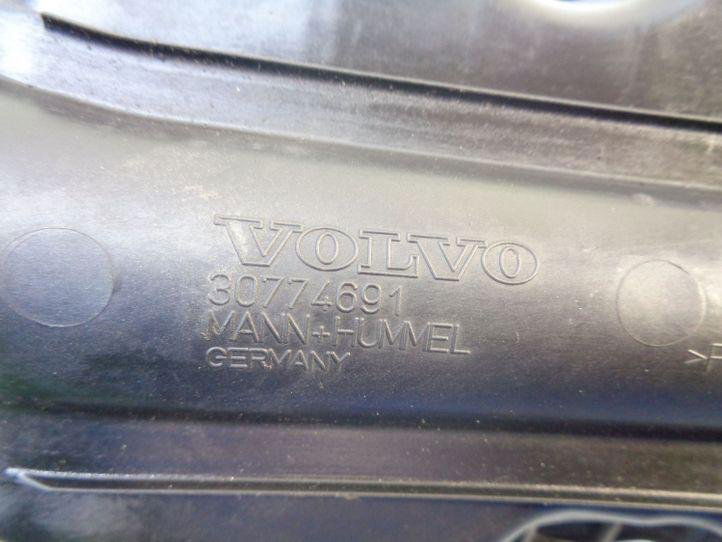 VOLVO
30774691
MANN+HUMMEL
GERMANY
>P